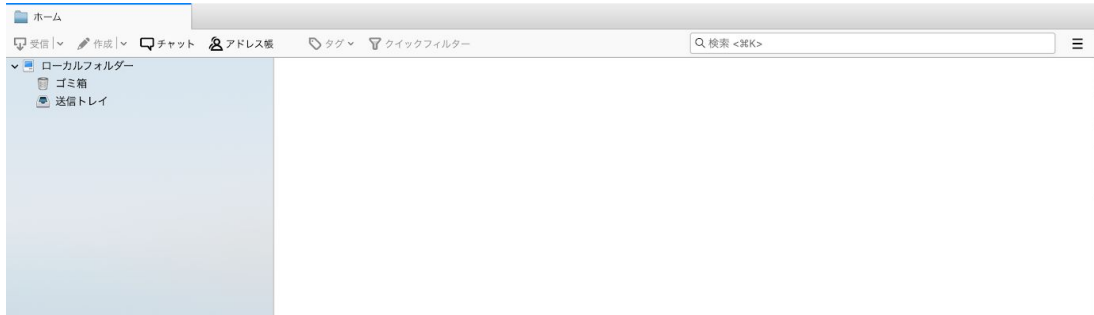 ホーム
受信 作成 チャット アドレス帳 タグ クイックフィルター 検索 <⌘K>
ローカルフォルダー
ゴミ箱
送信トレイ